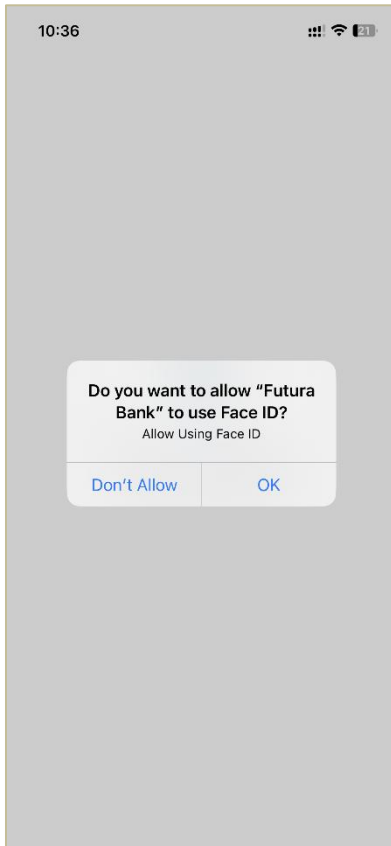 10:36
21
Do you want to allow “Futura
Bank” to use Face ID?
Allow Using Face ID
Don’t Allow
OK